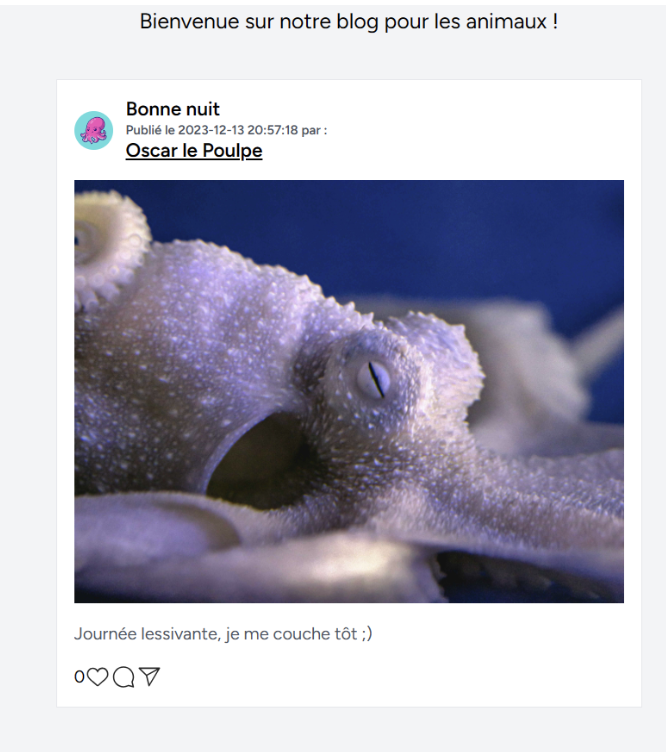 Bienvenue sur notre blog pour les animaux !
Bonne nuit
Publié le 2023-12-13 20:57:18 par :
Oscar le Poulpe
Journée lessivante, je me couche tôt ;)
0